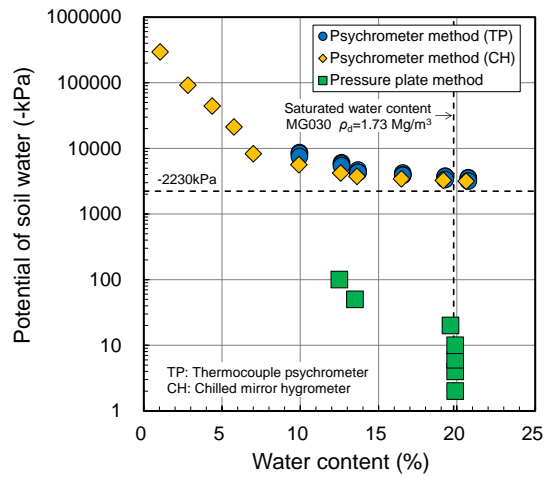 Psychrometer method (TP)
Psychrometer method (CH)
Pressure plate method
Saturated water content
MG030 ρd=1.73 Mg/m³
-2230kPa
TP: Thermocouple psychrometer
CH: Chilled mirror hygrometer
Potential of soil water (-kPa)
1000000
100000
10000
1000
100
10
1
0 5 10 15 20 25
Water content (%)